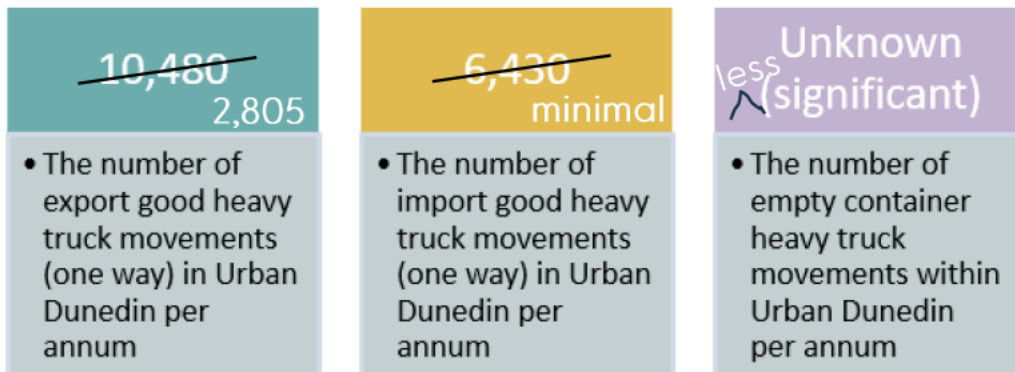 10,480
2,805
• The number of
export good heavy
truck movements
(one way) in Urban
Dunedin per
annum
6,430
minimal
• The number of
import good heavy
truck movements
(one way) in Urban
Dunedin per
annum
Unknown
less
(significant)
• The number of
empty container
heavy truck
movements within
Urban Dunedin
per annum